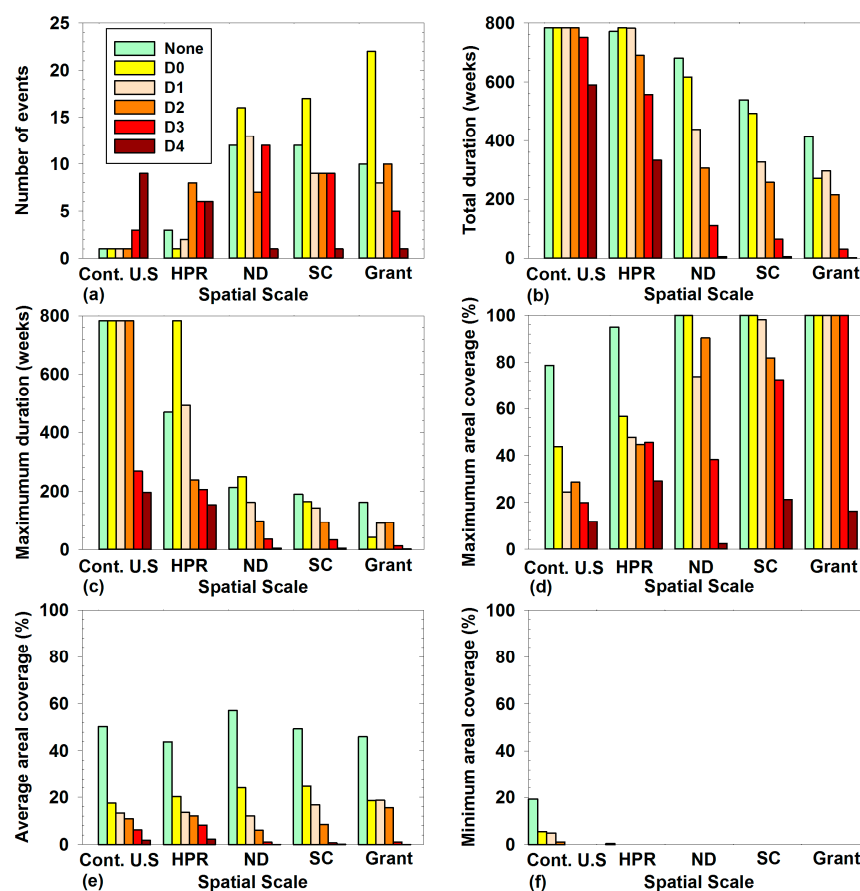 25
20
15
10
5
0
Number of events
None
D0
D1
D2
D3
D4
Cont. U.S HPR ND SC Grant
(a) Spatial Scale
800
600
400
200
0
Total duration (weeks)
Cont. U.S HPR ND SC Grant
(b) Spatial Scale
800
600
400
200
0
Maximumum duration (weeks)
Cont. U.S HPR ND SC Grant
(c) Spatial Scale
100
80
60
40
20
0
Maximumum areal coverage (%)
Cont. U.S HPR ND SC Grant
(d) Spatial Scale
100
80
60
40
20
0
Average areal coverage (%)
Cont. U.S HPR ND SC Grant
(e) Spatial Scale
100
80
60
40
20
0
Minimum areal coverage (%)
Cont. U.S HPR ND SC Grant
(f) Spatial Scale